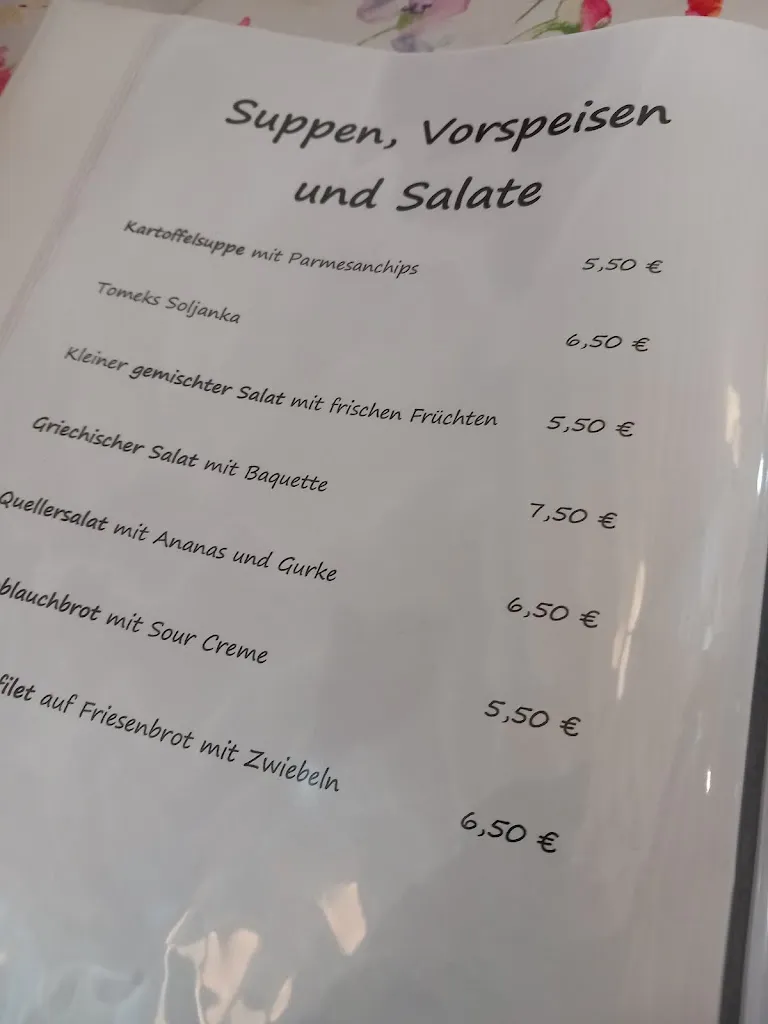 Suppen, Vorspeisen
und Salate
Kartoffelsuppe mit Parmesanchips 5,50 €
Tomeks Soljanka 6,50 €
Kleiner gemischter Salat mit frischen Früchten 5,50 €
Griechischer Salat mit Baquette 7,50 €
Quellersalat mit Ananas und Gurke 6,50 €
blauchbrot mit Sour Creme 5,50 €
filet auf Friesenbrot mit Zwiebeln 6,50 €